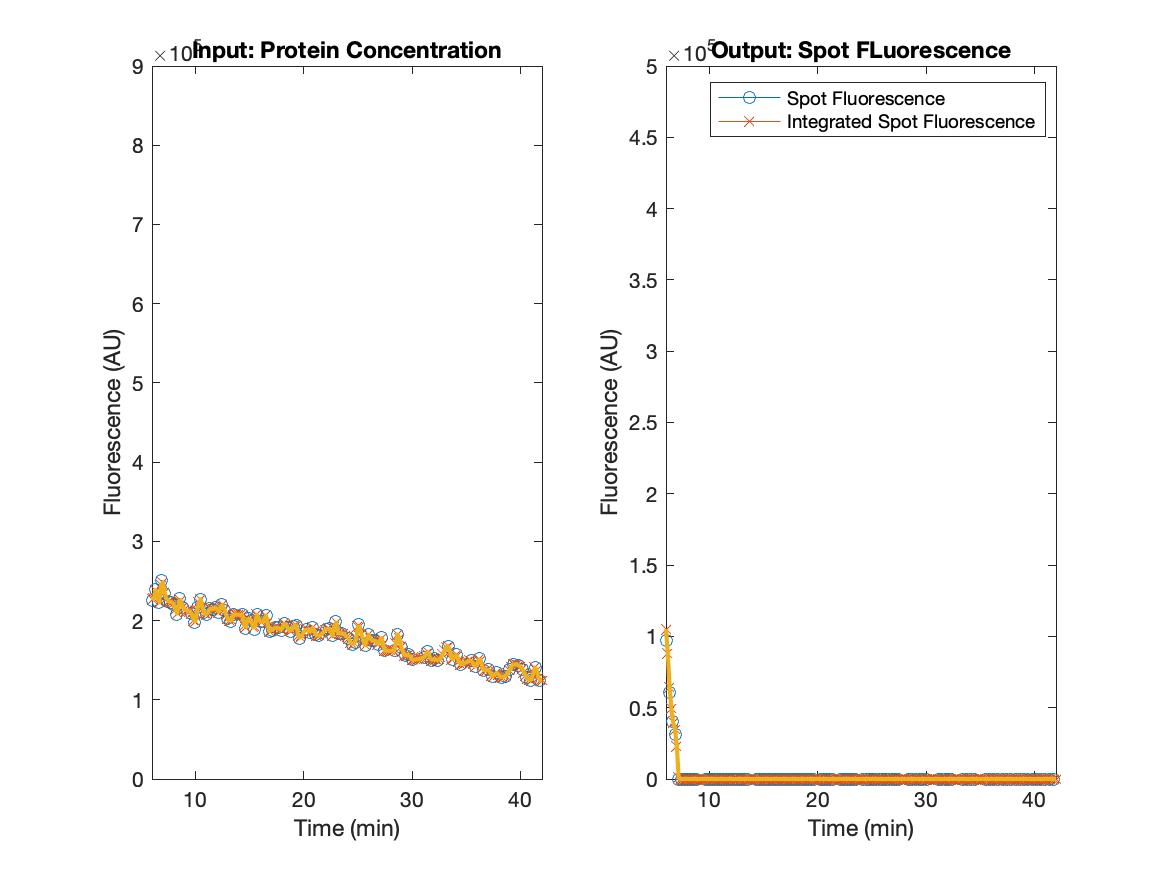 ×10^5
Input: Protein Concentration
9
8
7
6
5
4
3
2
1
0
Fluorescence (AU)
10 20 30 40
Time (min)
×10^5
Output: Spot FLuorescence
Spot Fluorescence
Integrated Spot Fluorescence
5
4.5
4
3.5
3
2.5
2
1.5
1
0.5
0
Fluorescence (AU)
10 20 30 40
Time (min)